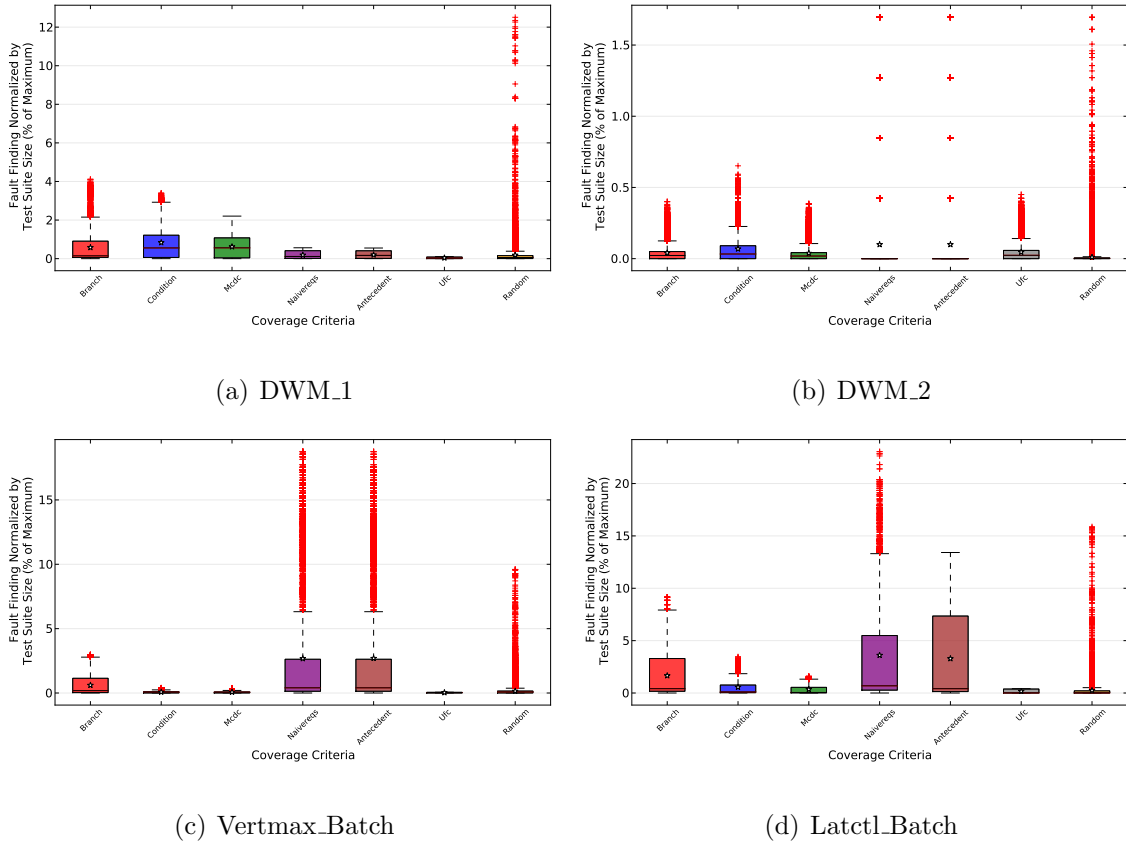 Fault Finding Normalized by
Test Suite Size (% of Maximum)
12
10
8
6
4
2
0
Branch
Condition
Mcdc
Naivereqs
Antecedent
Ufc
Random
Coverage Criteria
(a) DWM_1
Fault Finding Normalized by
Test Suite Size (% of Maximum)
1.5
1.0
0.5
0.0
Branch
Condition
Mcdc
Naivereqs
Antecedent
Ufc
Random
Coverage Criteria
(b) DWM_2
Fault Finding Normalized by
Test Suite Size (% of Maximum)
15
10
5
0
Branch
Condition
Mcdc
Naivereqs
Antecedent
Ufc
Random
Coverage Criteria
(c) Vertmax_Batch
Fault Finding Normalized by
Test Suite Size (% of Maximum)
20
15
10
5
0
Branch
Condition
Mcdc
Naivereqs
Antecedent
Ufc
Random
Coverage Criteria
(d) Latctl_Batch